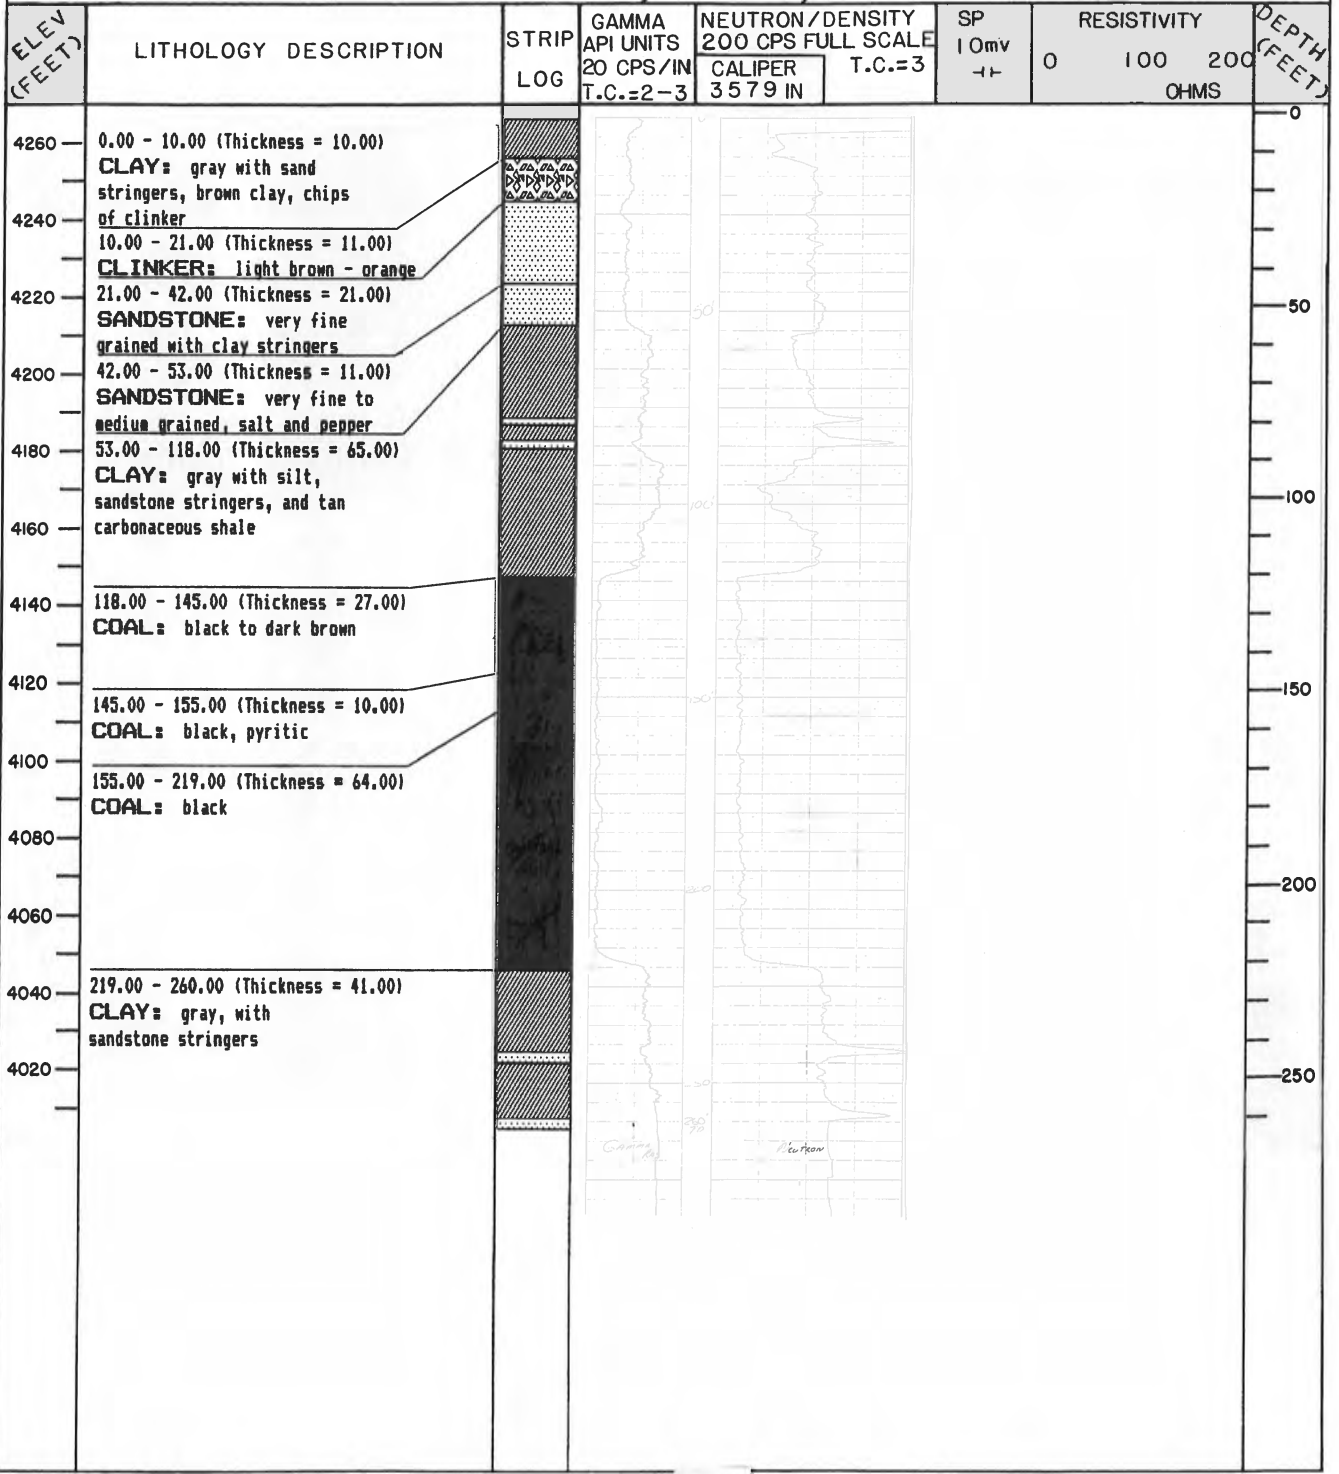 ELEV
(FEET)
LITHOLOGY DESCRIPTION
STRIP
LOG
GAMMA
API UNITS
20 CPS/IN
T.C.=2-3
NEUTRON/DENSITY
200 CPS FULL SCALE
CALIPER
3579 IN
T.C.=3
SP
10mV
RESISTIVITY
0 100 200
OHMS
DEPTH
(FEET)
4260
4240
4220
4200
4180
4160
4140
4120
4100
4080
4060
4040
4020
0.00 - 10.00 (Thickness = 10.00)
CLAY: gray with sand
stringers, brown clay, chips
of clinker
10.00 - 21.00 (Thickness = 11.00)
CLINKER: light brown - orange
21.00 - 42.00 (Thickness = 21.00)
SANDSTONE: very fine
grained with clay stringers
42.00 - 53.00 (Thickness = 11.00)
SANDSTONE: very fine to
medium grained, salt and pepper
53.00 - 118.00 (Thickness = 65.00)
CLAY: gray with silt,
sandstone stringers, and tan
carbonaceous shale
118.00 - 145.00 (Thickness = 27.00)
COAL: black to dark brown
145.00 - 155.00 (Thickness = 10.00)
COAL: black, pyritic
155.00 - 219.00 (Thickness = 64.00)
COAL: black
219.00 - 260.00 (Thickness = 41.00)
CLAY: gray, with
sandstone stringers
50
100
200
Gamma
Neutron
0
50
100
150
200
250